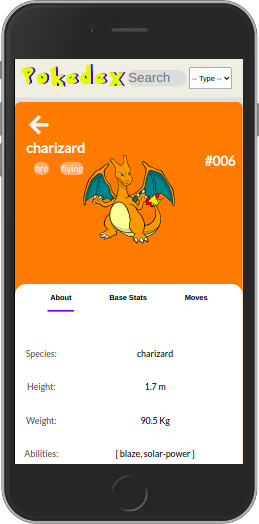 Pokedex Search -- Type --
charizard
#006
fire flying
About Base Stats Moves
Species: charizard
Height: 1.7 m
Weight: 90.5 Kg
Abilities: [ blaze, solar-power ]